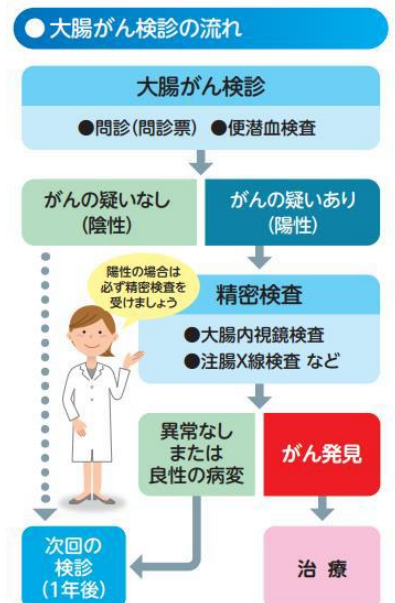 ●大腸がん検診の流れ
大腸がん検診
●問診(問診票) ●便潜血検査
がんの疑いなし
(陰性)
がんの疑いあり
(陽性)
陽性の場合は
必ず精密検査を
受けましょう
精密検査
●大腸内視鏡検査
●注腸X線検査 など
異常なし
または
良性の病変
がん発見
次回の
検診
(1年後)
治 療